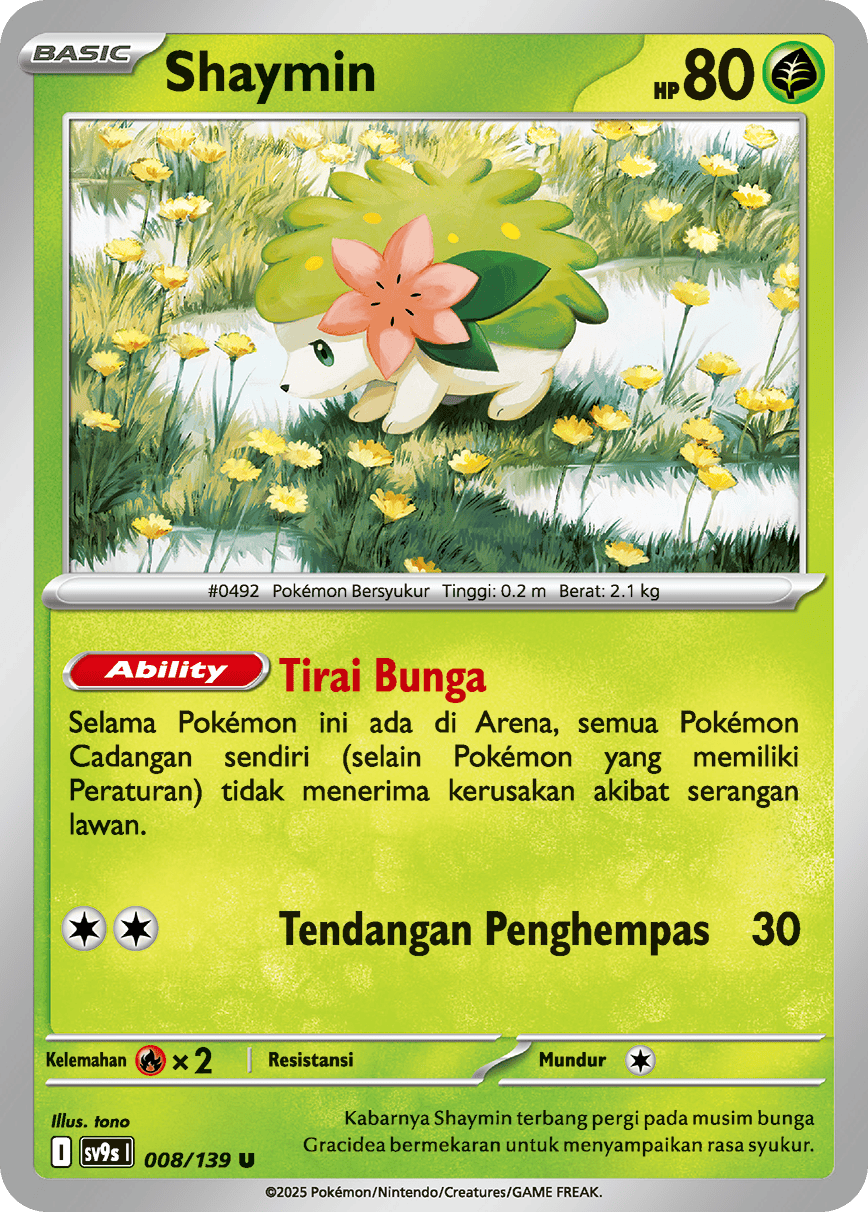 BASIC
Shaymin
HP 80
#0492 Pokémon Bersyukur Tinggi: 0.2 m Berat: 2.1 kg
Ability Tirai Bunga
Selama Pokémon ini ada di Arena, semua Pokémon
Cadangan sendiri (selain Pokémon yang memiliki
Peraturan) tidak menerima kerusakan akibat serangan
lawan.
Tendangan Penghempas 30
Kelemahan ×2 Resistansi Mundur
Illus. tono
Kabarnya Shaymin terbang pergi pada musim bunga
Gracidea bermekaran untuk menyampaikan rasa syukur.
I sv9s I 008/139 U
©2025 Pokémon/Nintendo/Creatures/GAME FREAK.